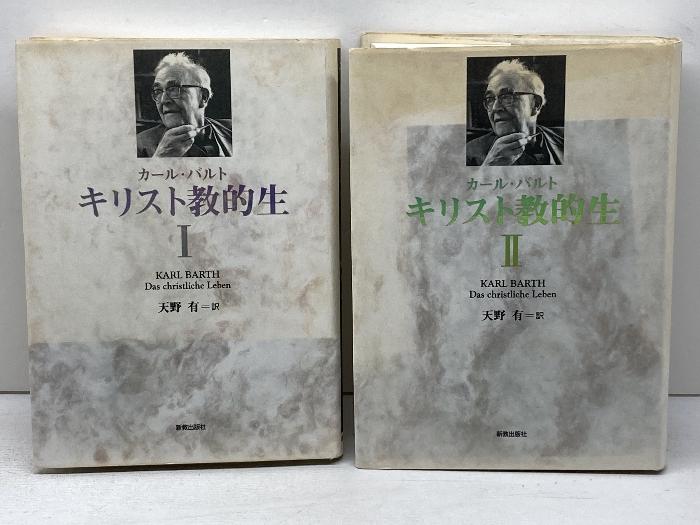 カール・バルト
キリスト教的生
I
KARL BARTH
Das christliche Leben
天野 有＝訳
新教出版社
カール・バルト
キリスト教的生
II
KARL BARTH
Das christliche Leben
天野 有＝訳
新教出版社